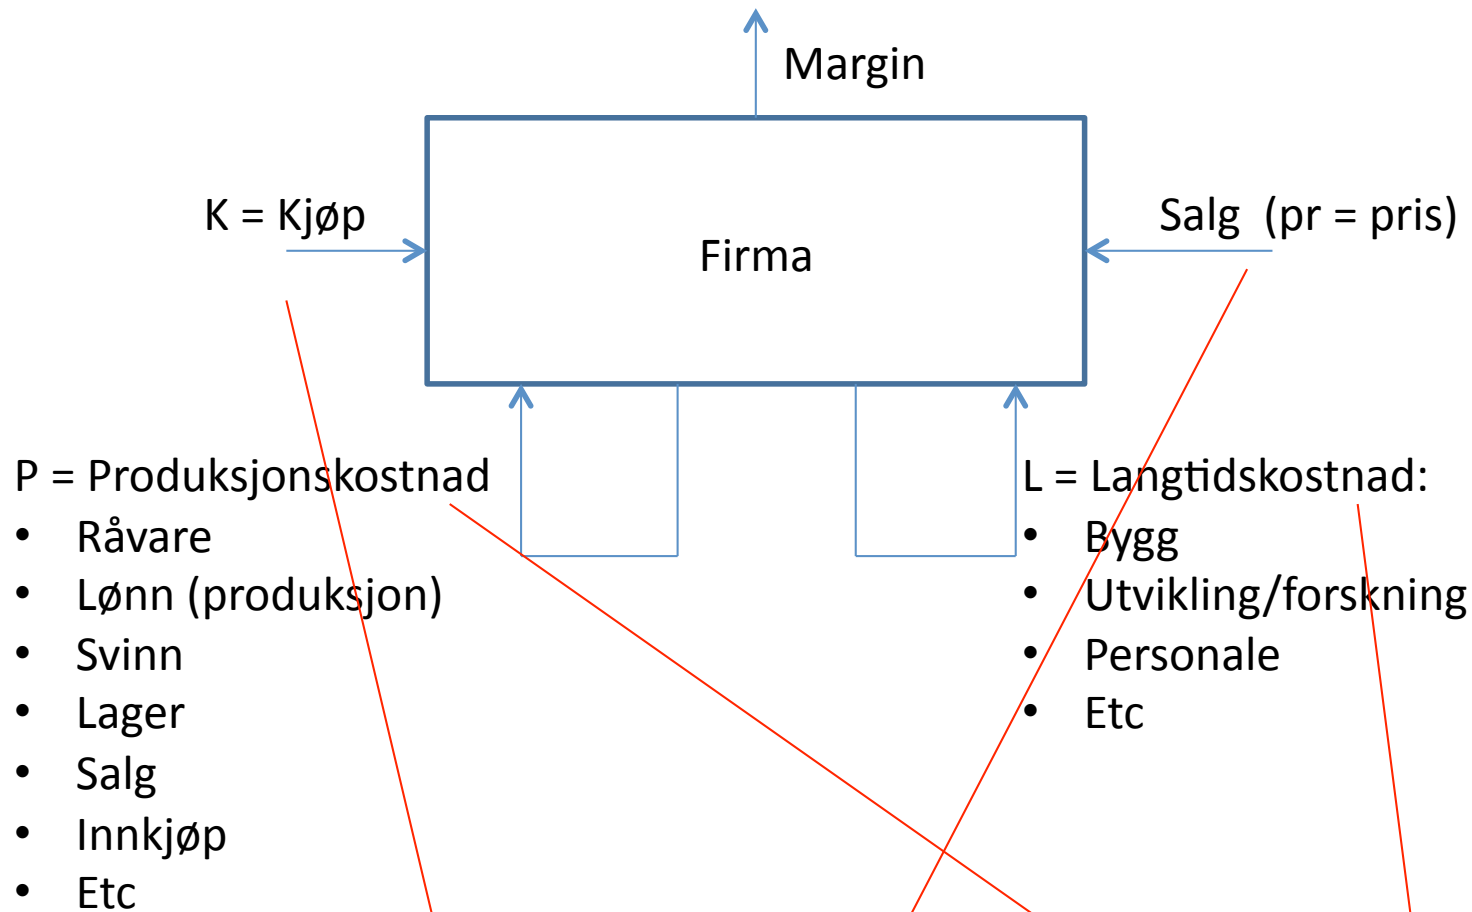 Margin
K = Kjøp
Salg (pr = pris)
Firma
P = Produksjonskostnad
• Råvare
• Lønn (produksjon)
• Svinn
• Lager
• Salg
• Innkjøp
• Etc
L = Langtidskostnad:
• Bygg
• Utvikling/forskning
• Personale
• Etc